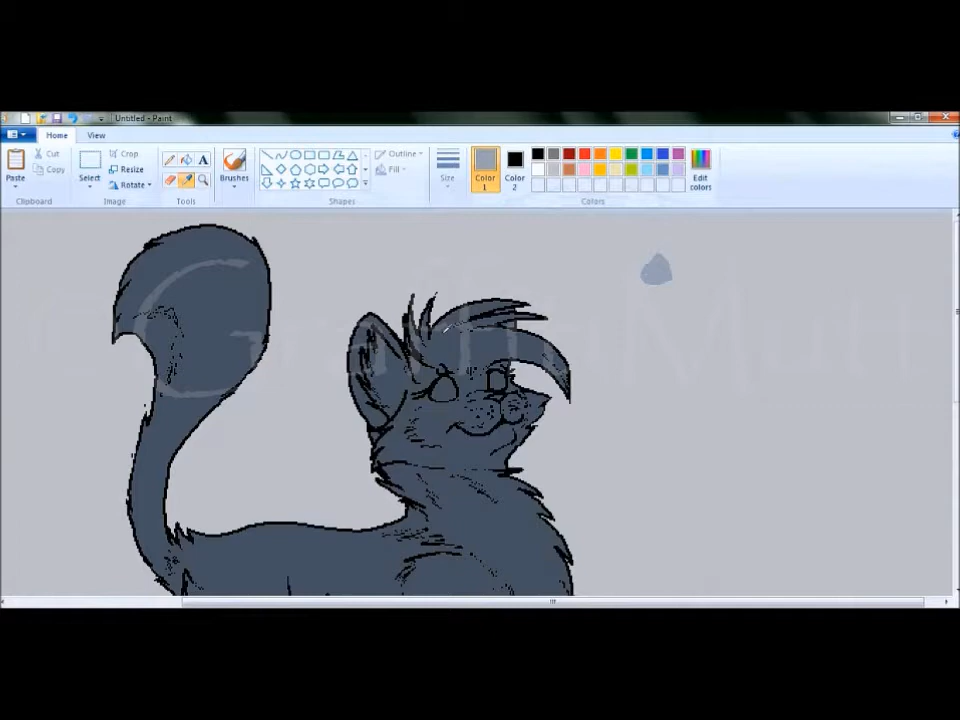 Untitled - Paint
Home View
Paste
Cut
Copy
Clipboard
Select
Crop
Resize
Rotate
Image
A
Tools
Brushes
Outline
Fill
Shapes
Size
Color
1
Color
2
Edit
colors
Colors